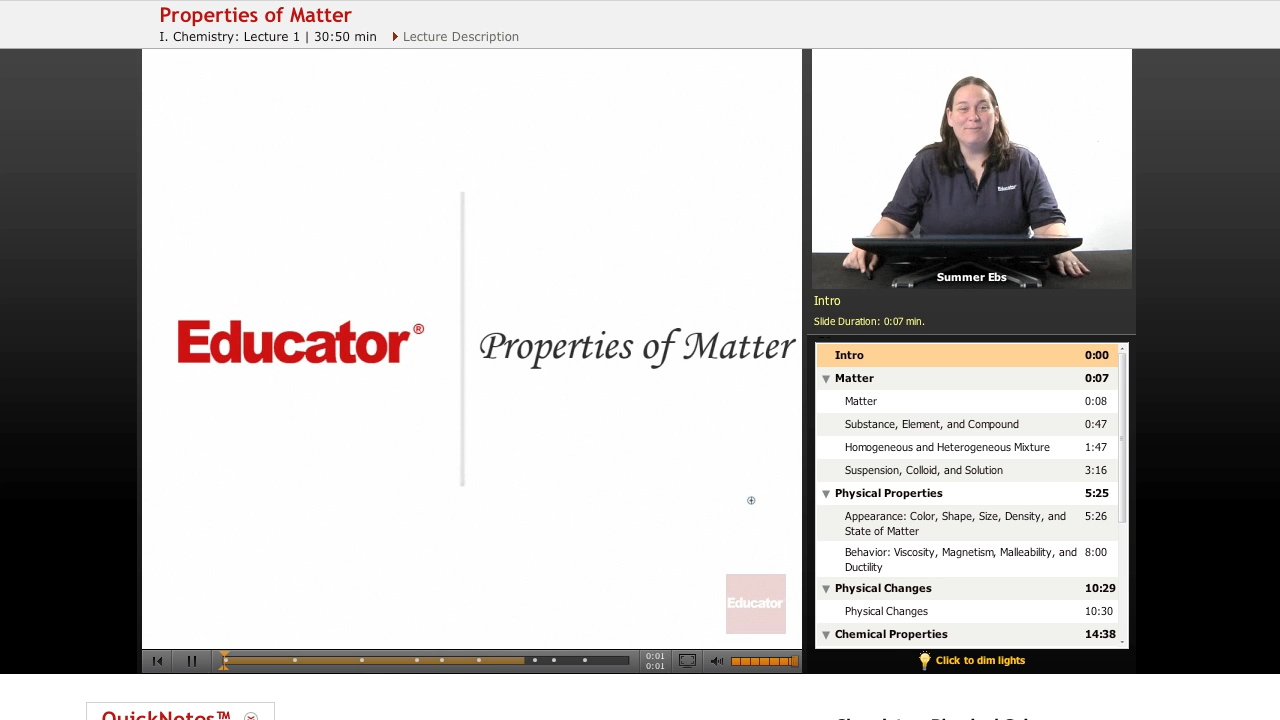 Properties of Matter
I. Chemistry: Lecture 1 | 30:50 min Lecture Description
Educator®
Properties of Matter
Educator
Educator
Summer Ebs
Intro
Slide Duration: 0:07 min.
Intro 0:00
Matter 0:07
Matter 0:08
Substance, Element, and Compound 0:47
Homogeneous and Heterogeneous Mixture 1:47
Suspension, Colloid, and Solution 3:16
Physical Properties 5:25
Appearance: Color, Shape, Size, Density, and 5:26
State of Matter
Behavior: Viscosity, Magnetism, Malleability, and 8:00
Ductility
Physical Changes 10:29
Physical Changes 10:30
Chemical Properties 14:38
0:01
0:01
Click to dim lights
QuickNotes™